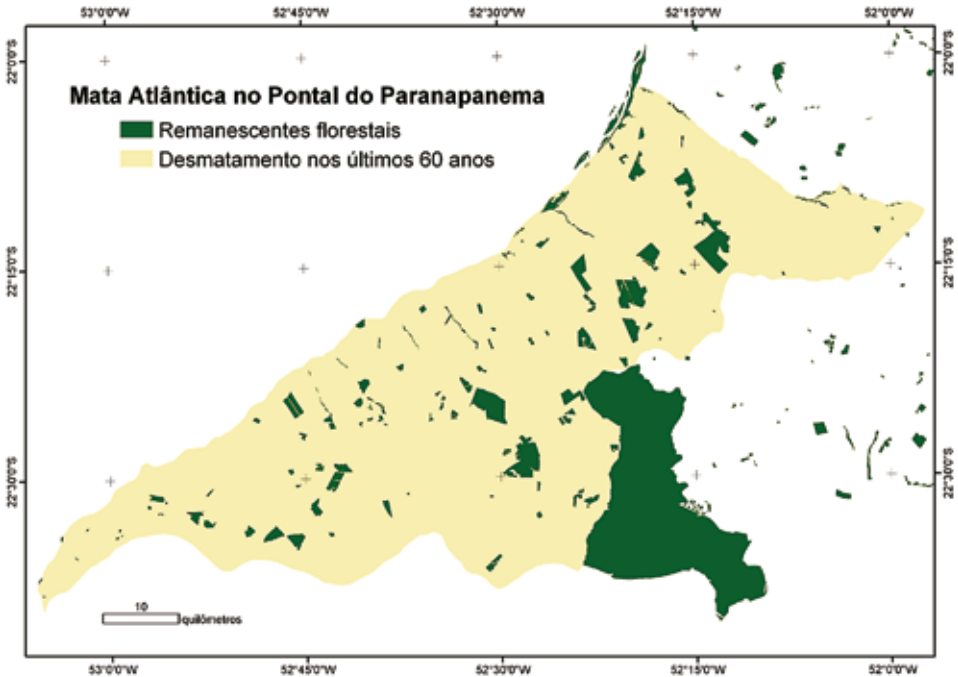 53°0'0"W 52°45'0"W 52°30'0"W 52°15'0"W 52°0'0"W
22°0'0"S 22°0'0"S
Mata Atlântica no Pontal do Paranapanema
Remanescentes florestais
Desmatamento nos últimos 60 anos
22°15'0"S 22°15'0"S
22°30'0"S 22°30'0"S
10
quilômetros
53°0'0"W 52°45'0"W 52°30'0"W 52°15'0"W 52°0'0"W